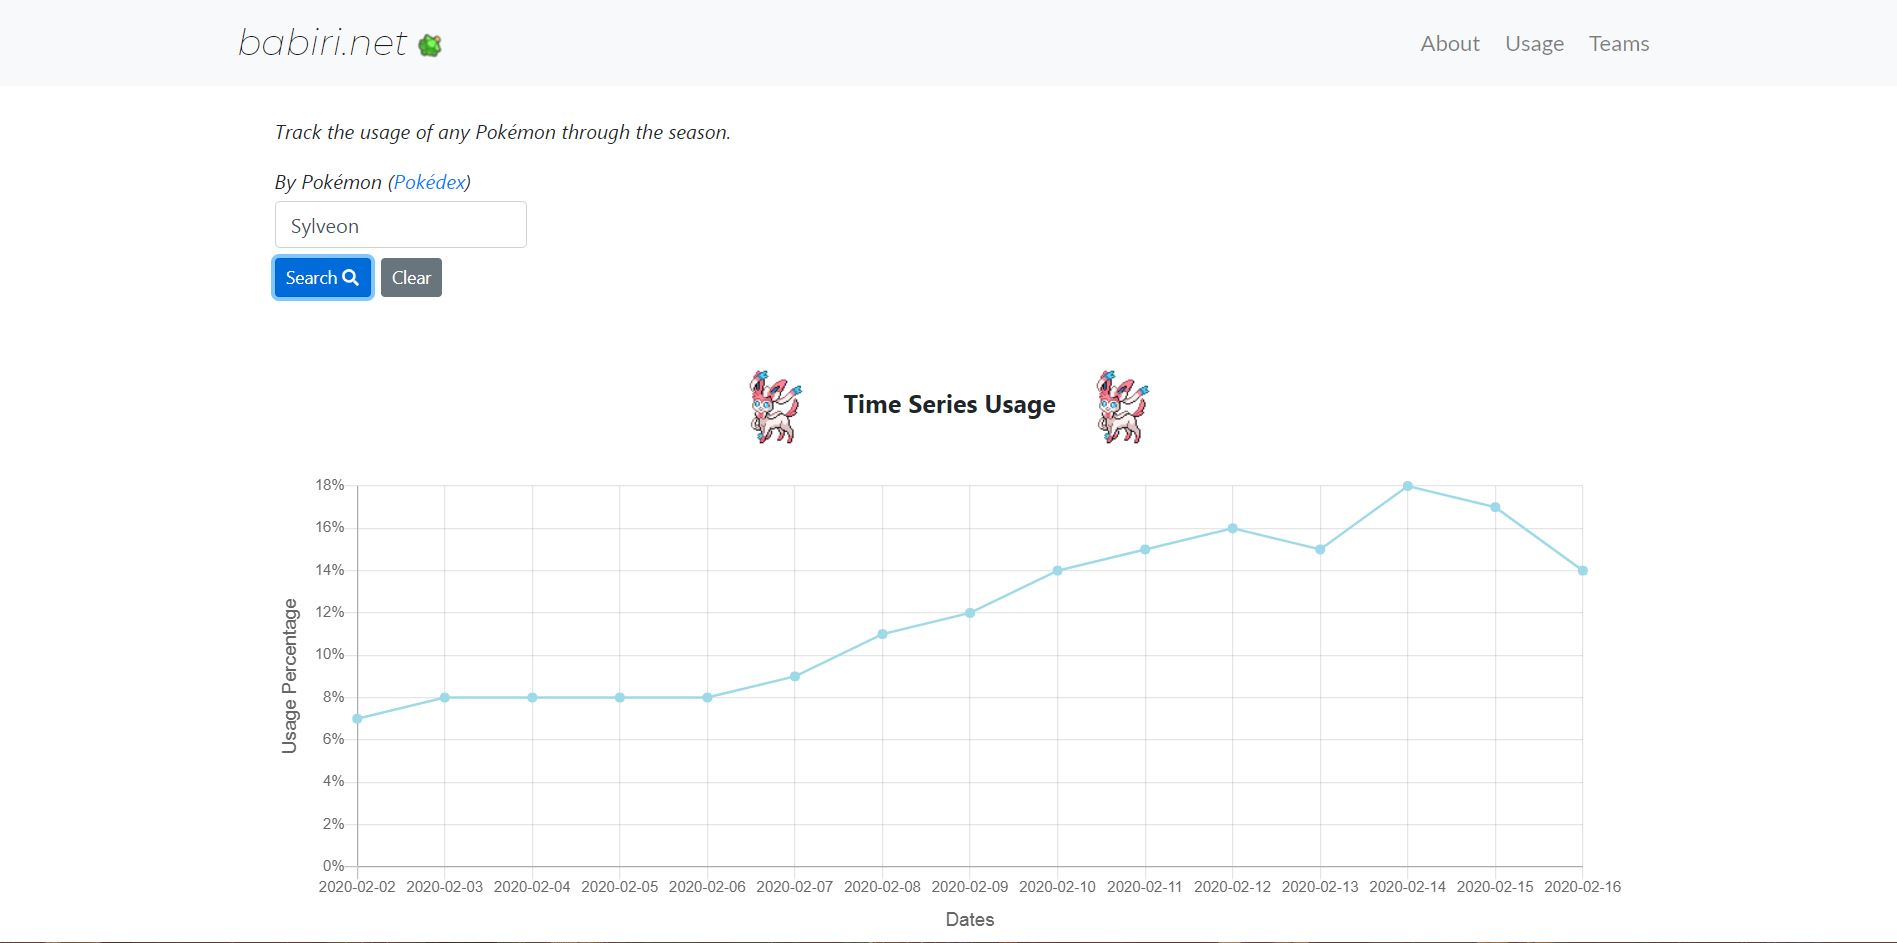 babiri.net
About Usage Teams
Track the usage of any Pokémon through the season.
By Pokémon (Pokédex)
Sylveon
Search Clear
Time Series Usage
18%
16%
14%
12%
10%
8%
6%
4%
2%
0%
Usage Percentage
2020-02-02 2020-02-03 2020-02-04 2020-02-05 2020-02-06 2020-02-07 2020-02-08 2020-02-09 2020-02-10 2020-02-11 2020-02-12 2020-02-13 2020-02-14 2020-02-15 2020-02-16
Dates